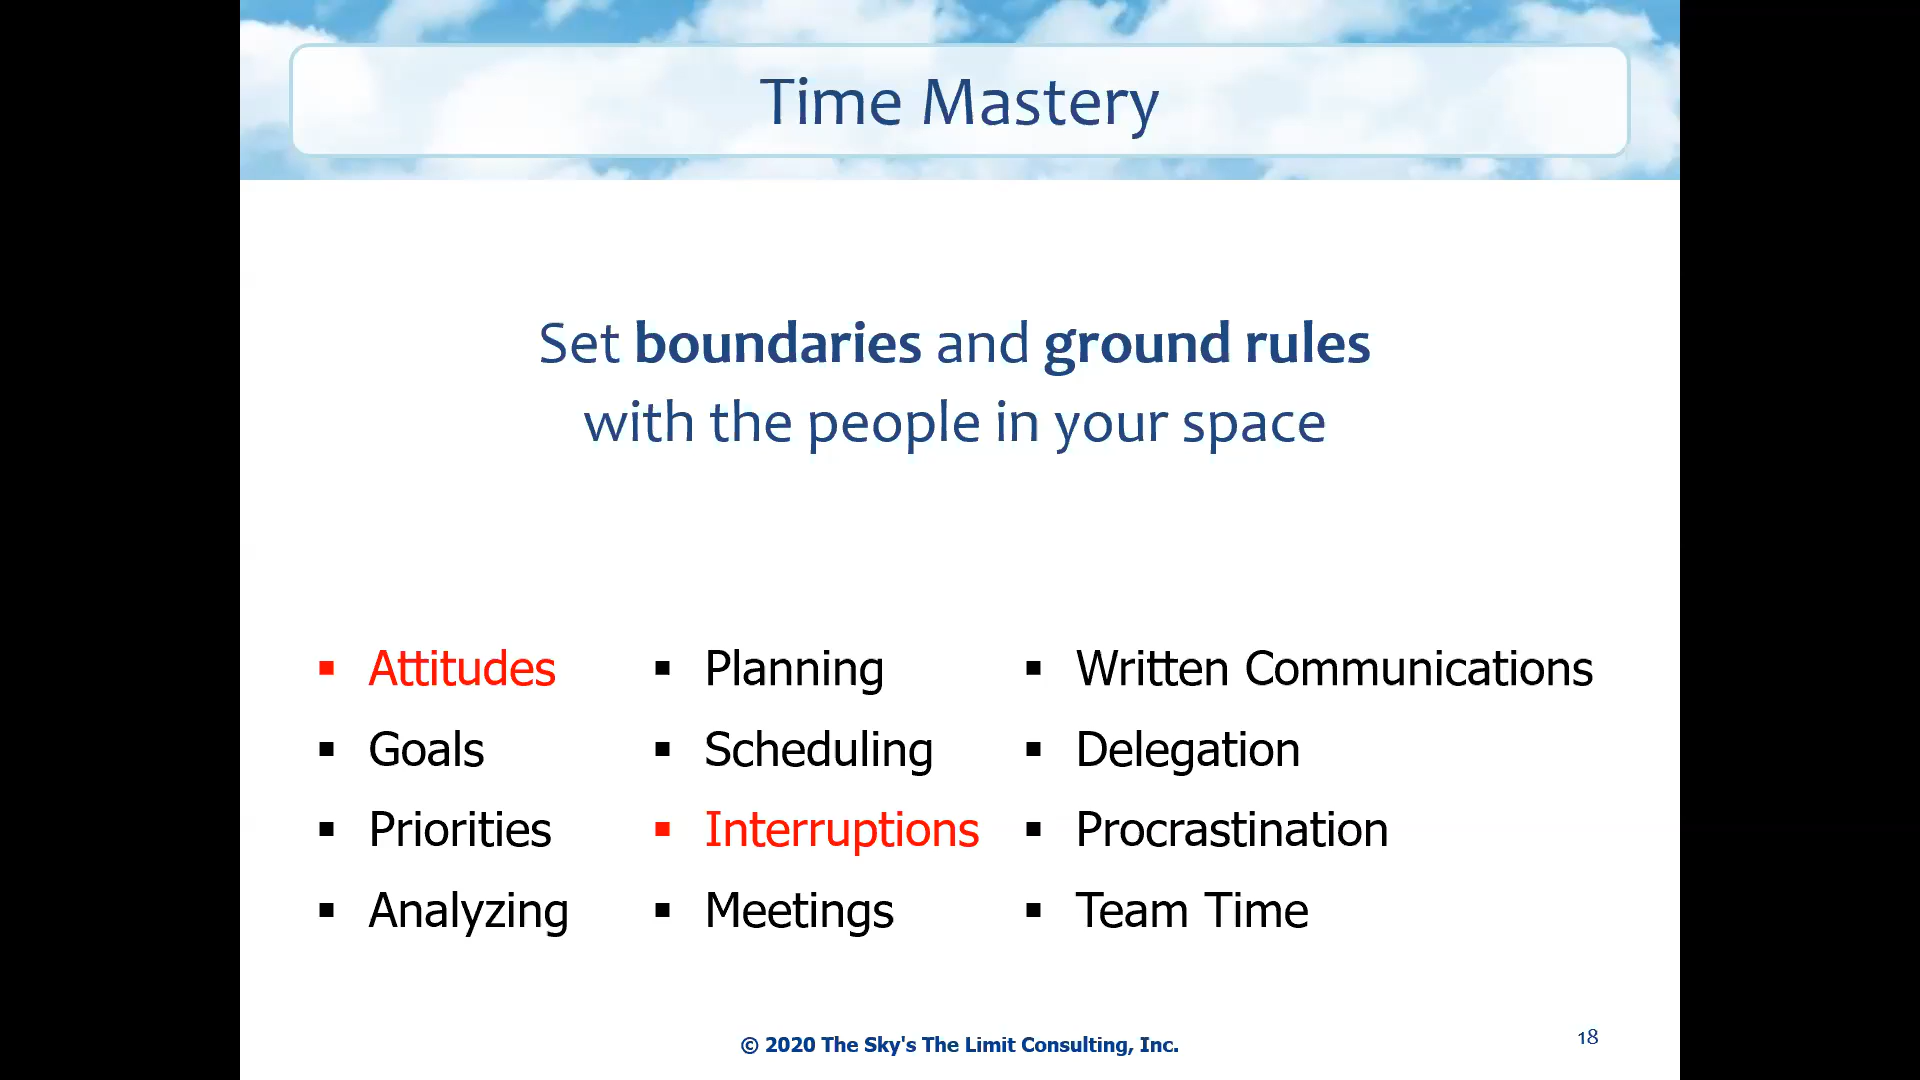 Time Mastery
Set boundaries and ground rules
with the people in your space
▪ Attitudes
▪ Goals
▪ Priorities
▪ Analyzing
▪ Planning
▪ Scheduling
▪ Interruptions
▪ Meetings
▪ Written Communications
▪ Delegation
▪ Procrastination
▪ Team Time
© 2020 The Sky's The Limit Consulting, Inc.
18